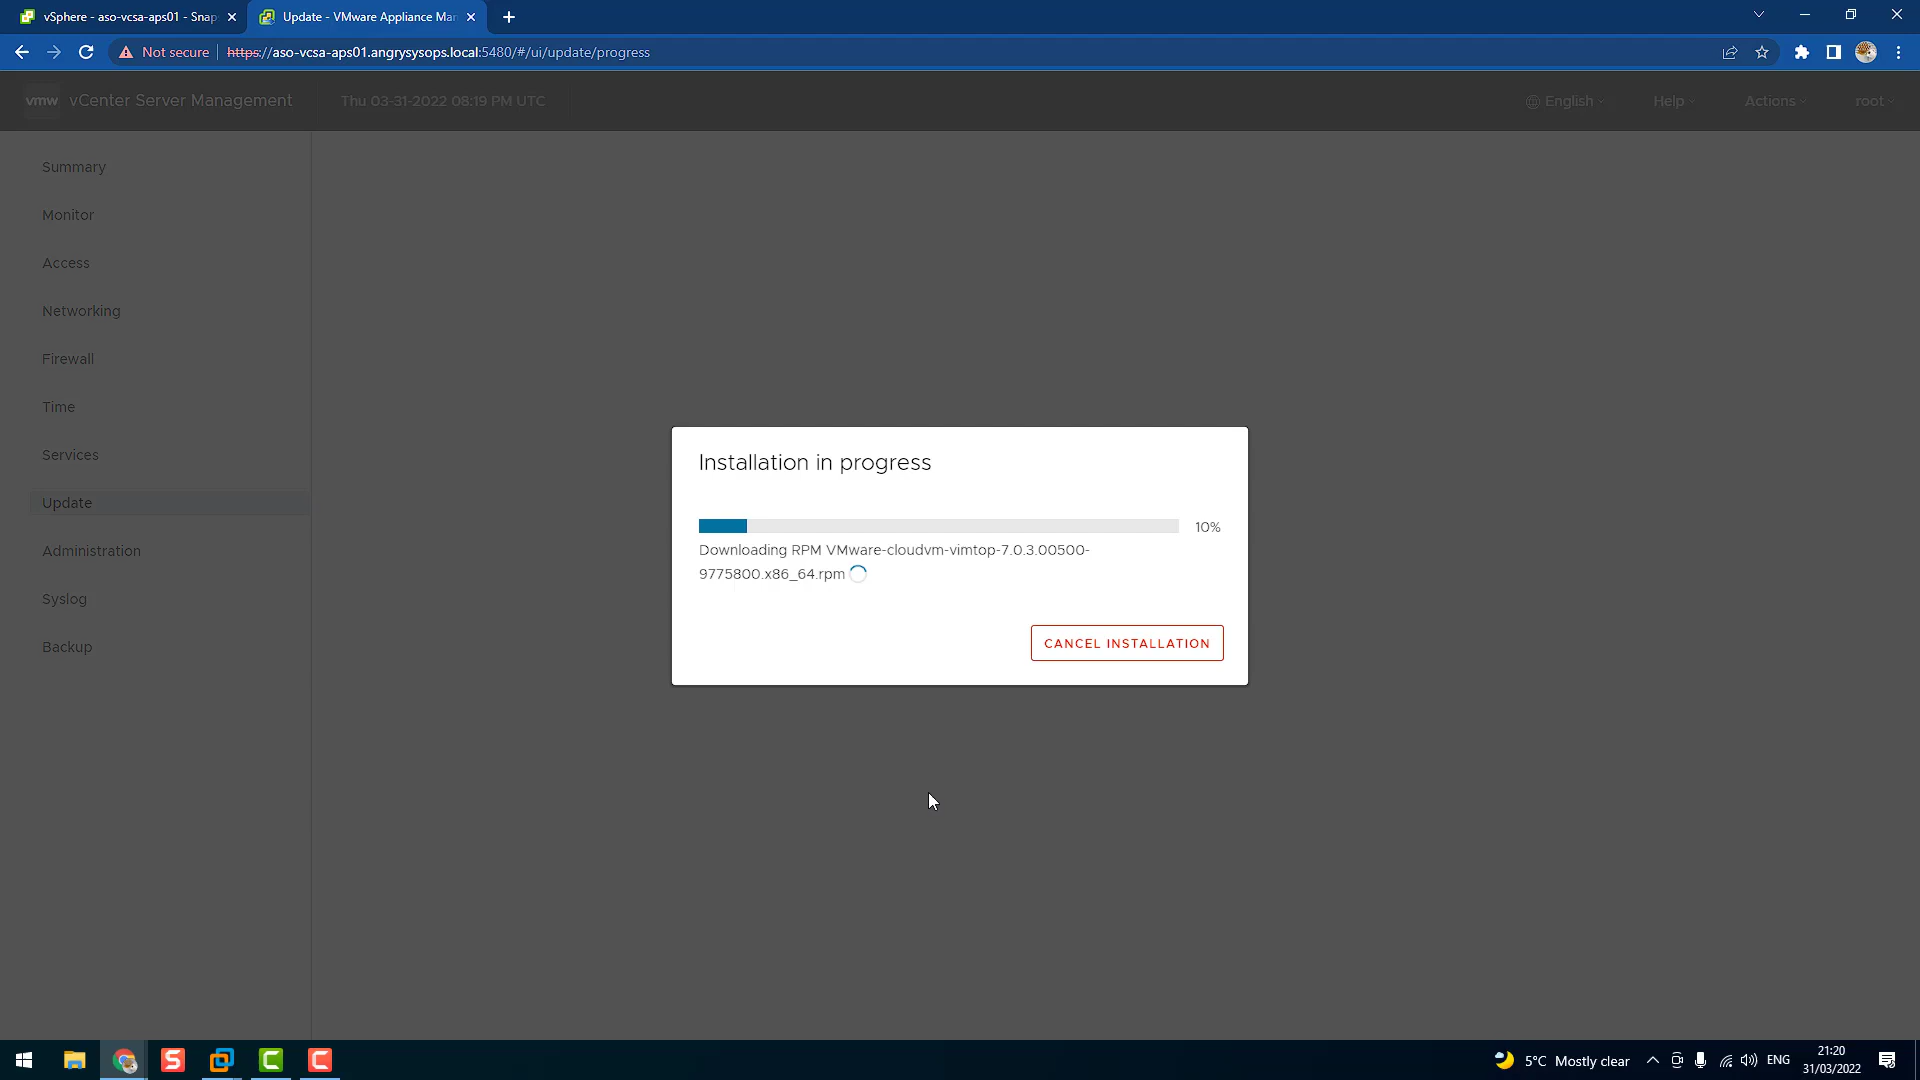 vSphere - aso-vcsa-aps01 - Snap
Update - VMware Appliance Man
Not secure
https://aso-vcsa-aps01.angrysysops.local:5480/#/ui/update/progress
vmw vCenter Server Management
Thu 03-31-2022 08:19 PM UTC
English
Help
Actions
root
Summary
Monitor
Access
Networking
Firewall
Time
Services
Update
Administration
Syslog
Backup
Installation in progress
10%
Downloading RPM VMware-cloudvm-vimtop-7.0.3.00500-
9775800.x86_64.rpm
CANCEL INSTALLATION
S
C
C
5°C Mostly clear
ENG
21:20
31/03/2022